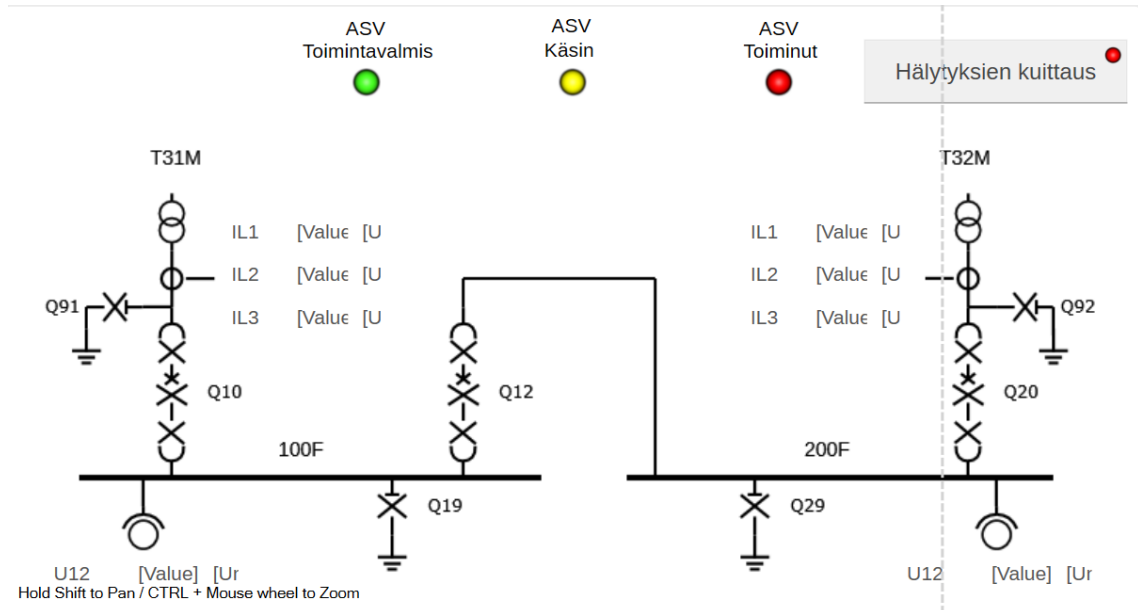 ASV
Toimintavalmis
ASV
Käsin
ASV
Toiminut
Hälytyksien kuittaus
T31M
T32M
IL1 [Value [U
IL1 [Value [U
IL2 [Value [U
IL2 [Value [U
Q91
IL3 [Value [U
IL3 [Value [U
Q92
Q10
Q12
Q20
100F
200F
Q19
Q29
U12 [Value] [Ur
U12 [Value] [Ur
Hold Shift to Pan / CTRL + Mouse wheel to Zoom